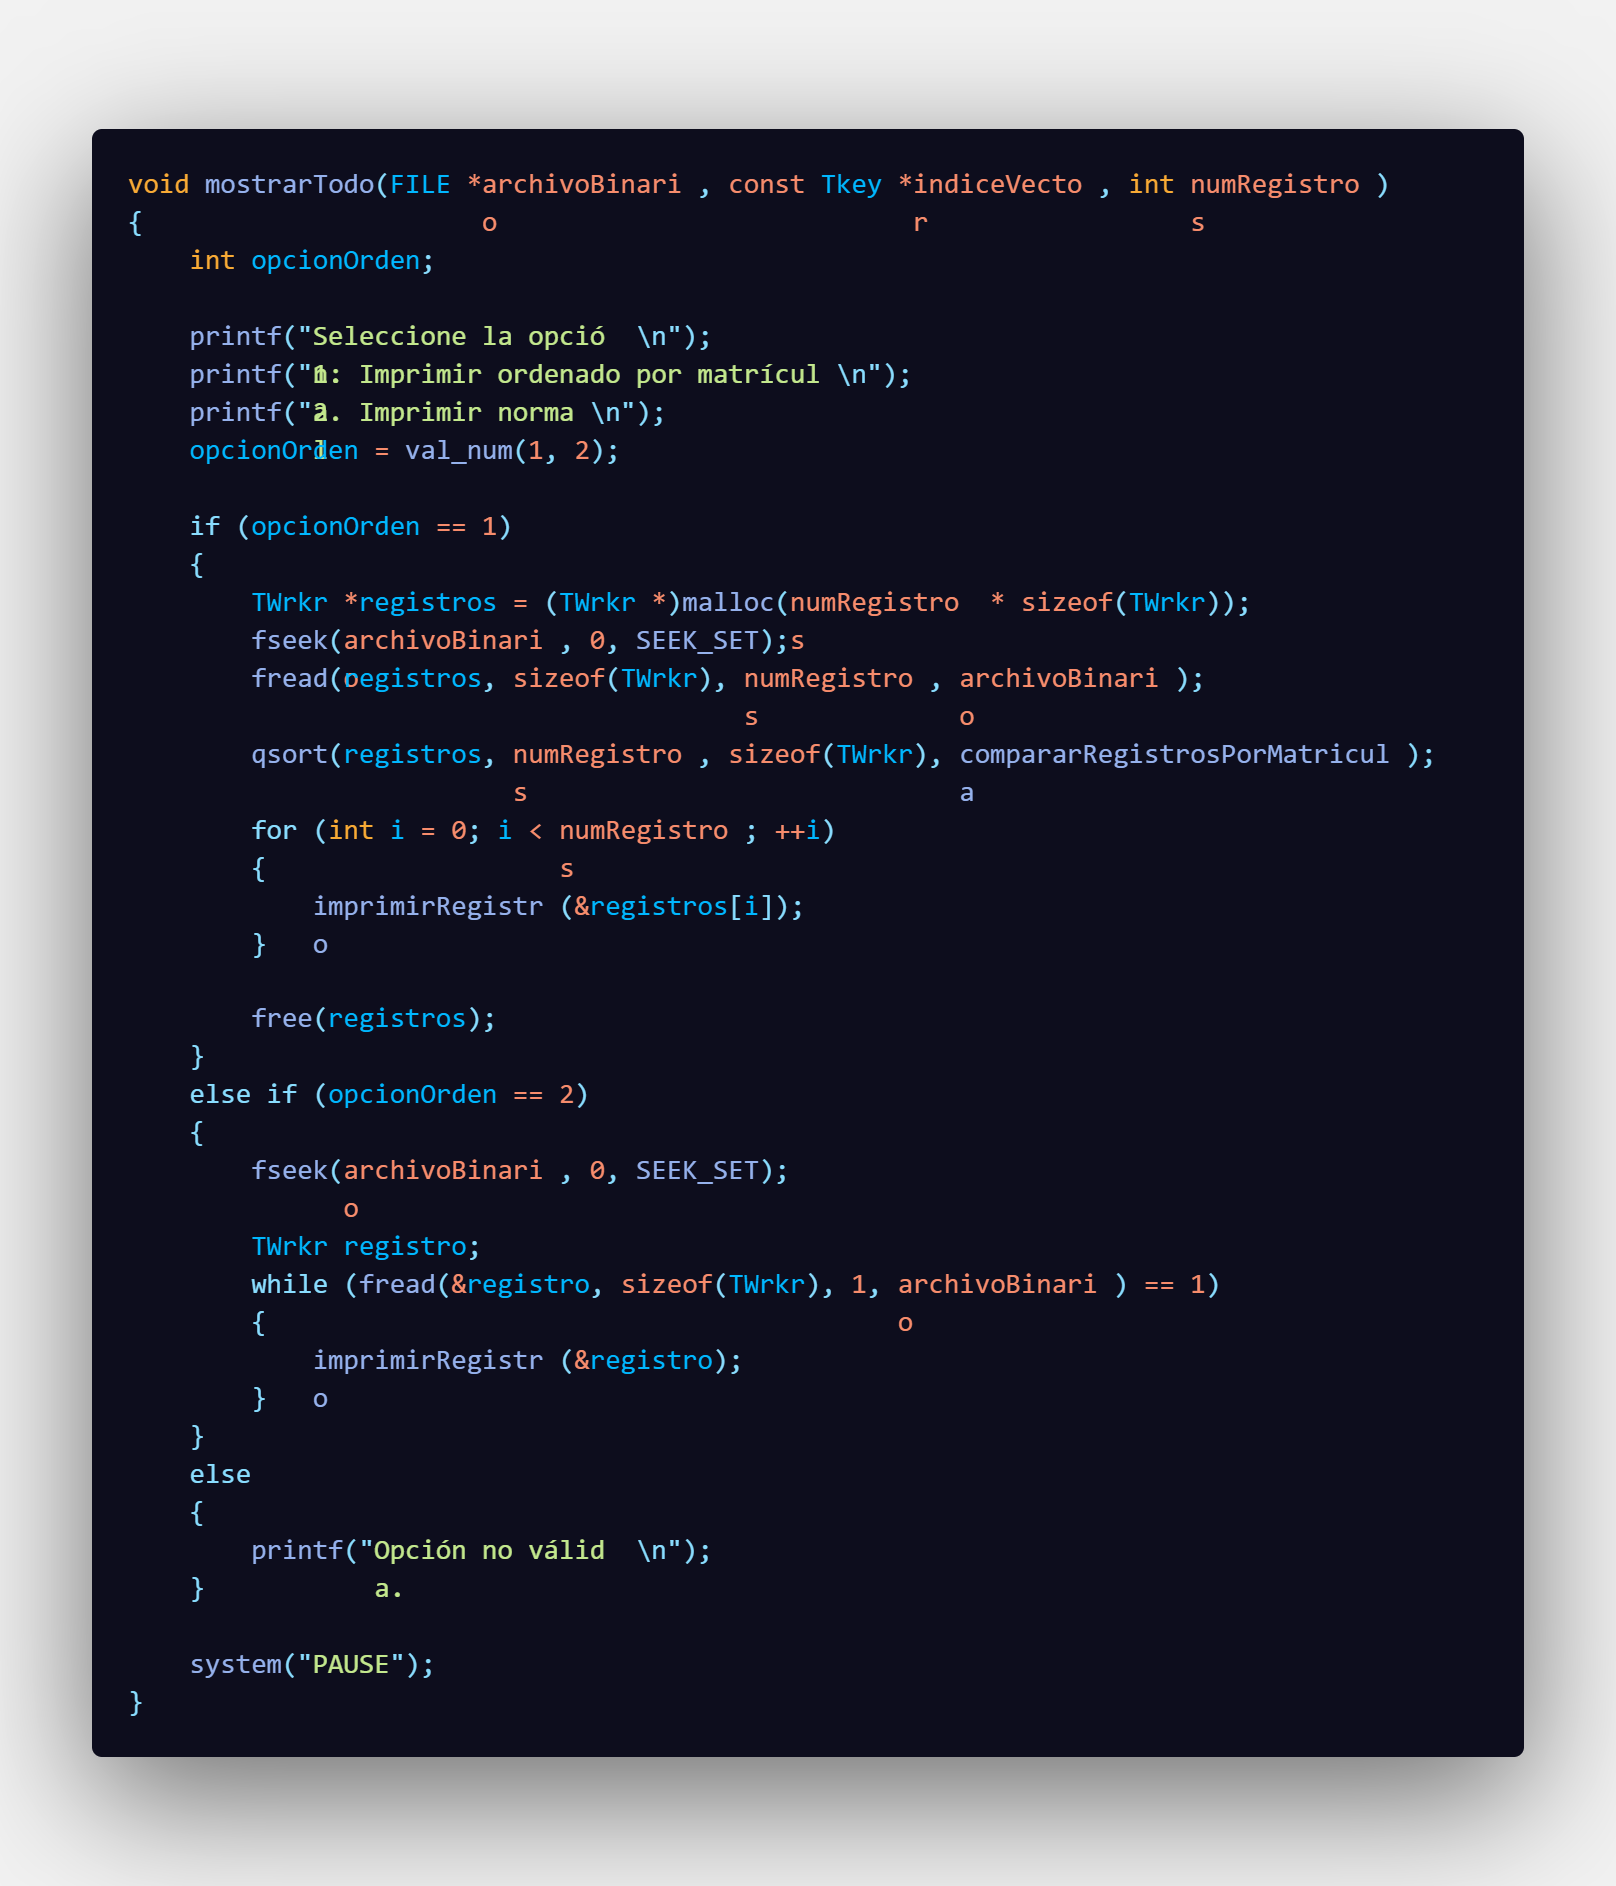 void mostrarTodo(FILE *archivoBinari , const Tkey *indiceVecto , int numRegistro )
{ o r s
int opcionOrden;
printf("Seleccione la opció  \n");
printf("1. Imprimir ordenado por matrícul \n");
printf("2. Imprimir norma \n");
opcionOrden = val_num(1, 2);
if (opcionOrden == 1)
{
TWrkr *registros = (TWrkr *)malloc(numRegistro  * sizeof(TWrkr));
fseek(archivoBinari , 0, SEEK_SET);s
fread(registros, sizeof(TWrkr), numRegistro , archivoBinari );
s o
qsort(registros, numRegistro , sizeof(TWrkr), compararRegistrosPorMatricul );
s a
for (int i = 0; i < numRegistro ; ++i)
{ s
imprimirRegistr (&registros[i]);
} o
free(registros);
}
else if (opcionOrden == 2)
{
fseek(archivoBinari , 0, SEEK_SET);
o
TWrkr registro;
while (fread(&registro, sizeof(TWrkr), 1, archivoBinari ) == 1)
{ o
imprimirRegistr (&registro);
} o
}
else
{
printf("Opción no válid  \n");
} a.
system("PAUSE");
}